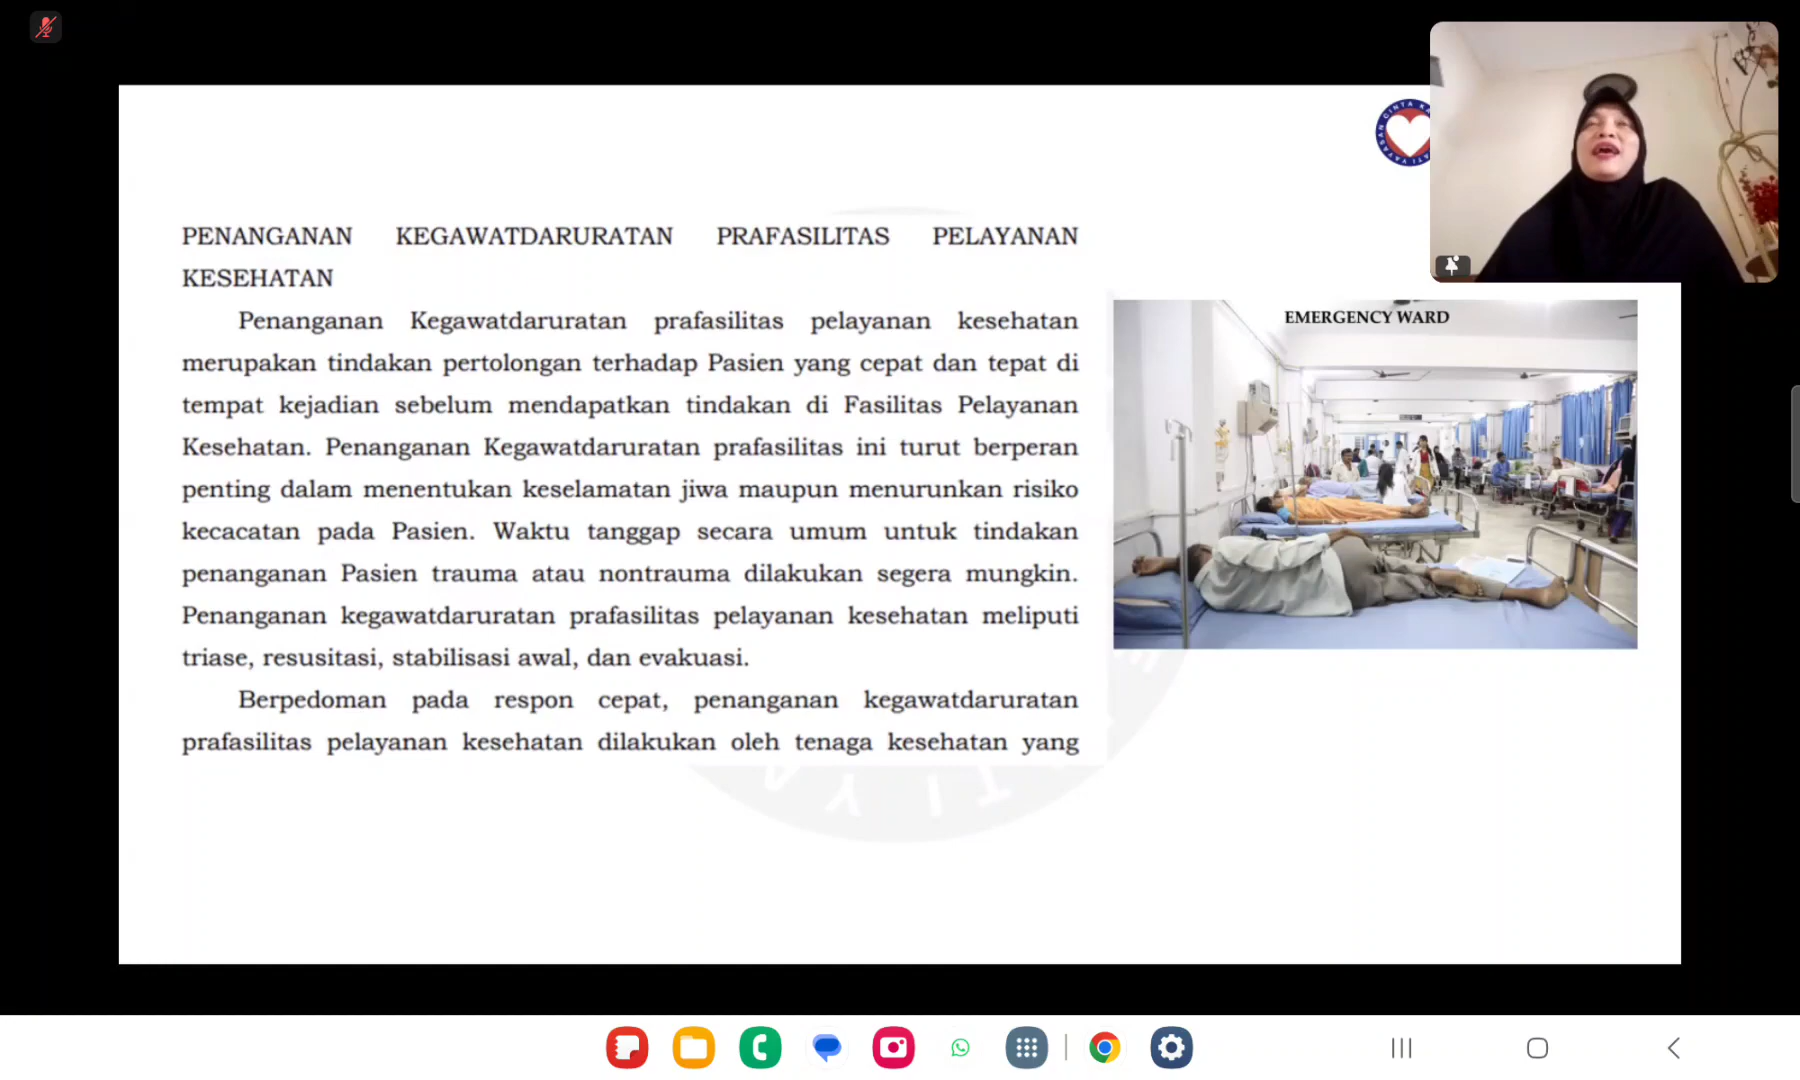 PENANGANAN KEGAWATDARURATAN PRAFASILITAS PELAYANAN
KESEHATAN
Penanganan Kegawatdaruratan prafasilitas pelayanan kesehatan
merupakan tindakan pertolongan terhadap Pasien yang cepat dan tepat di
tempat kejadian sebelum mendapatkan tindakan di Fasilitas Pelayanan
Kesehatan. Penanganan Kegawatdaruratan prafasilitas ini turut berperan
penting dalam menentukan keselamatan jiwa maupun menurunkan risiko
kecacatan pada Pasien. Waktu tanggap secara umum untuk tindakan
penanganan Pasien trauma atau nontrauma dilakukan segera mungkin.
Penanganan kegawatdaruratan prafasilitas pelayanan kesehatan meliputi
triase, resusitasi, stabilisasi awal, dan evakuasi.
Berpedoman pada respon cepat, penanganan kegawatdaruratan
prafasilitas pelayanan kesehatan dilakukan oleh tenaga kesehatan yang
EMERGENCY WARD
YAYASAN CINTA